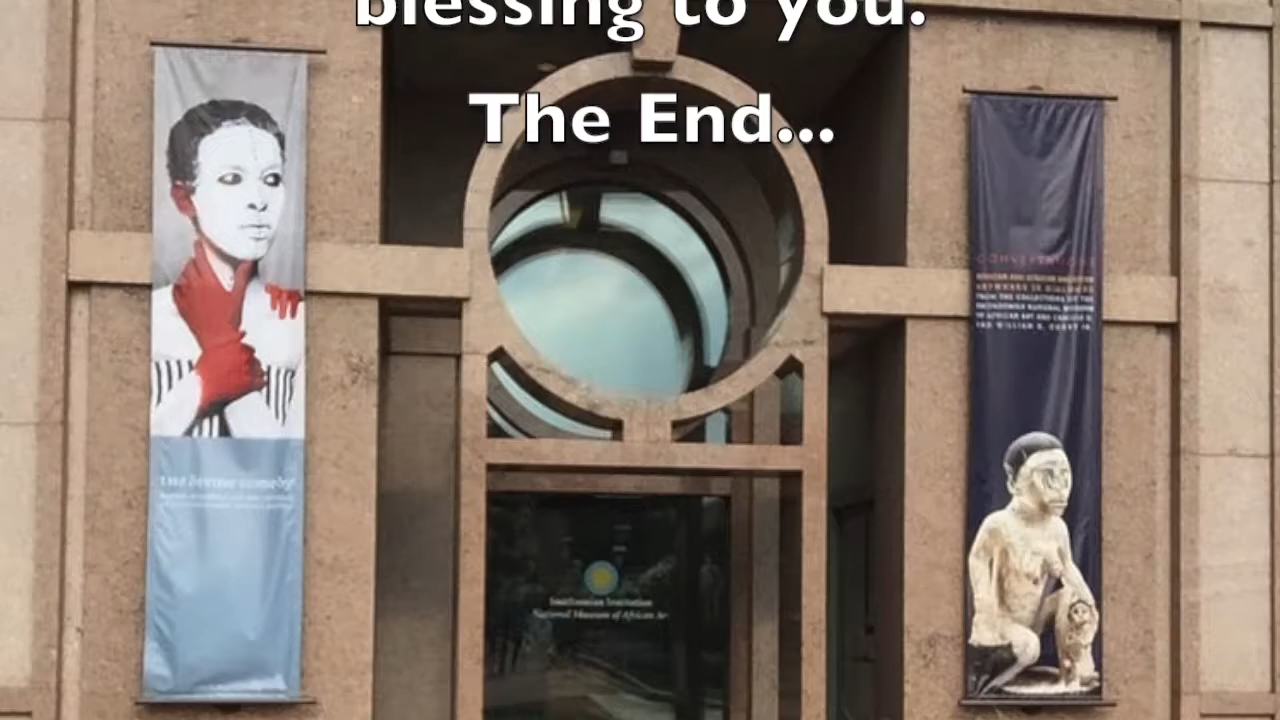 blessing to you.
The End...
THE DIVINE COMEDY
CONVERSATIONS
AFRICAN AND AFRICAN AMERICAN
ARTWORKS IN DIALOGUE
FROM THE COLLECTIONS OF THE
SMITHSONIAN NATIONAL MUSEUM
OF AFRICAN ART AND CAMILLE O.
AND WILLIAM H. COSBY JR.
Smithsonian Institution
National Museum of African Ar